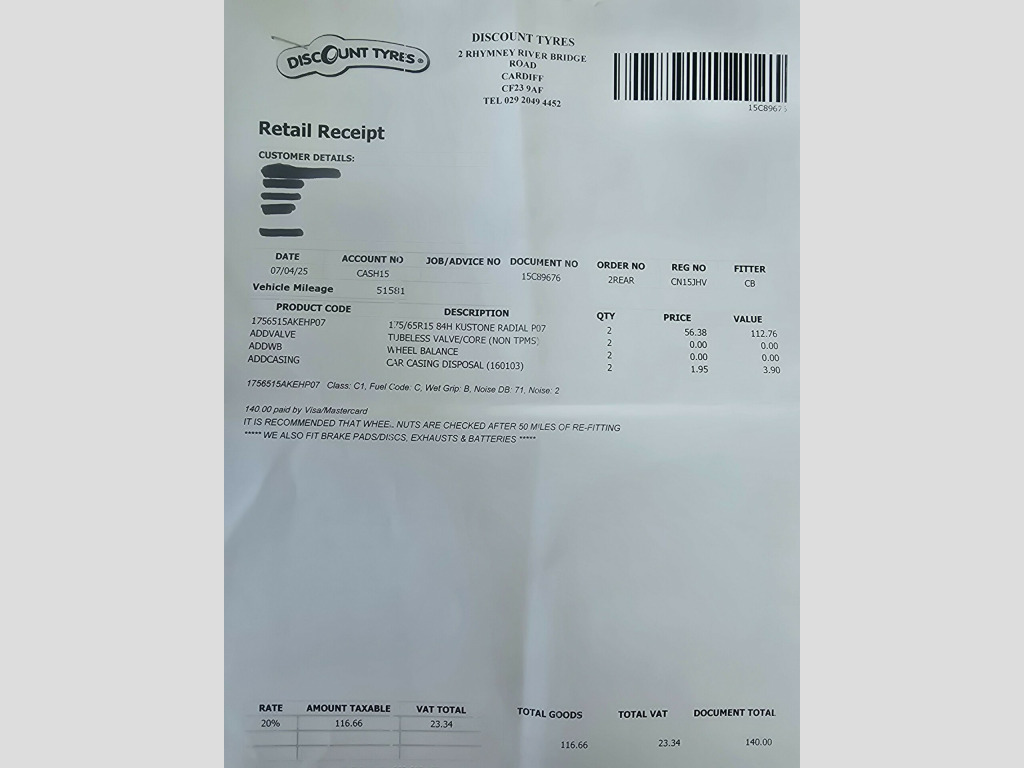 DISCOUNT TYRES
DISCOUNT TYRES
2 RHYMNEY RIVER BRIDGE
ROAD
CARDIFF
CF23 9AF
TEL 029 2049 4452
15C89676
Retail Receipt
CUSTOMER DETAILS:
DATE ACCOUNT NO JOB/ADVICE NO DOCUMENT NO ORDER NO REG NO FITTER
07/04/25 CASH15 15C89676 2REAR CN15JHV CB
Vehicle Mileage 51581
PRODUCT CODE DESCRIPTION QTY PRICE VALUE
1756515AKEHP07 175/65R15 84H KUSTONE RADIAL P07 2 56.38 112.76
ADDVALVE TUBELESS VALVE/CORE (NON TPMS) 2 0.00 0.00
ADDWB WHEEL BALANCE 2 0.00 0.00
ADDCASING CAR CASING DISPOSAL (160103) 2 1.95 3.90
1756515AKEHP07 Class: C1, Fuel Code: C, Wet Grip: B, Noise DB: 71, Noise: 2
140.00 paid by Visa/Mastercard
IT IS RECOMMENDED THAT WHEEL NUTS ARE CHECKED AFTER 50 MILES OF RE-FITTING
***** WE ALSO FIT BRAKE PADS/DISCS, EXHAUSTS & BATTERIES *****
RATE AMOUNT TAXABLE VAT TOTAL TOTAL GOODS TOTAL VAT DOCUMENT TOTAL
20% 116.66 23.34
116.66 23.34 140.00